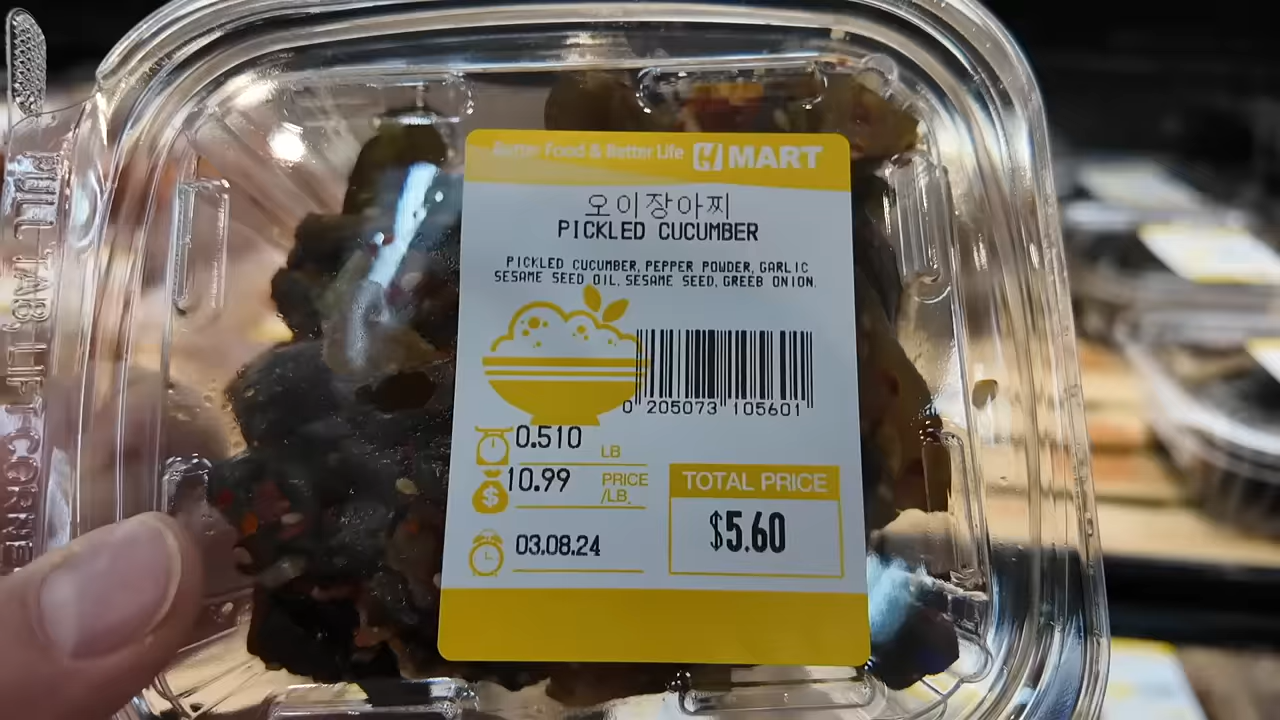 Better Food & Better Life H MART
오이장아찌
PICKLED CUCUMBER
PICKLED CUCUMBER, PEPPER POWDER, GARLIC
SESAME SEED OIL, SESAME SEED, GREEB ONION.
0 205073 105601
0.510 LB
$ 10.99 PRICE /LB.
03.08.24
TOTAL PRICE
$5.60
PULL TAB, LIFT CORNE